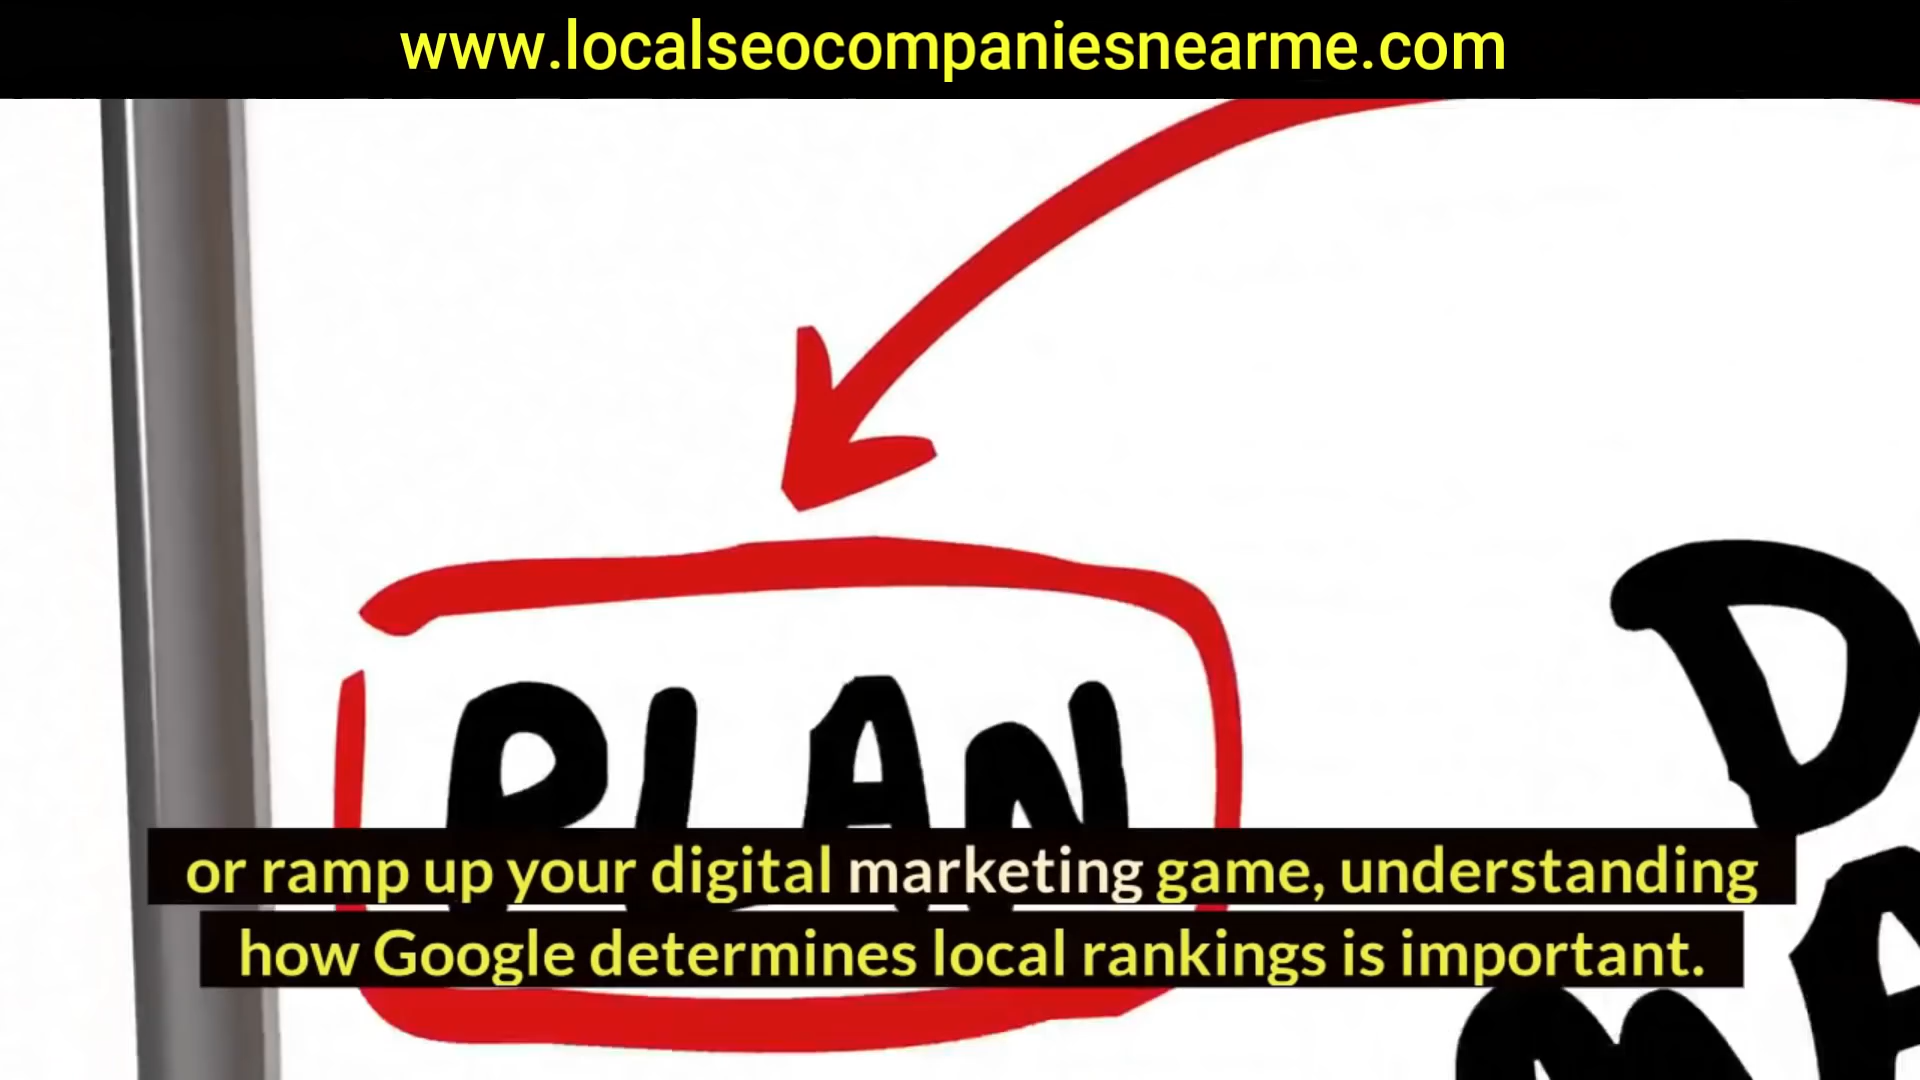 www.localseocompaniesnearme.com
PLAN
or ramp up your digital marketing game, understanding
how Google determines local rankings is important.